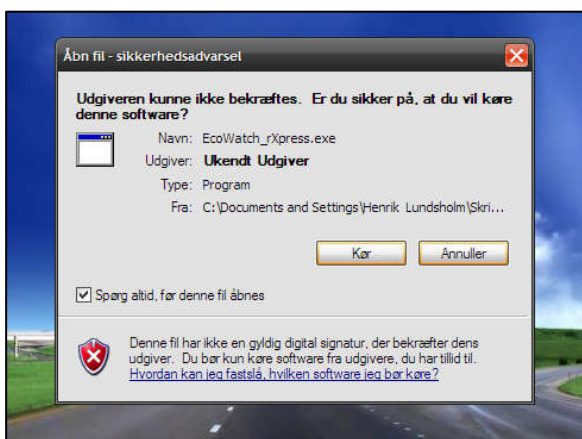 Åbn fil - sikkerhedsadvarsel
Udgiveren kunne ikke bekræftes. Er du sikker på, at du vil køre
denne software?
Navn: EcoWatch_rXpress.exe
Udgiver: Ukendt Udgiver
Type: Program
Fra: C:\Documents and Settings\Henrik Lundsholm\Skri...
Kør Annuller
Spørg altid, før denne fil åbnes
Denne fil har ikke en gyldig digital signatur, der bekræfter dens
udgiver. Du bør kun køre software fra udgivere, du har tillid til.
Hvordan kan jeg fastslå, hvilken software jeg bør køre?